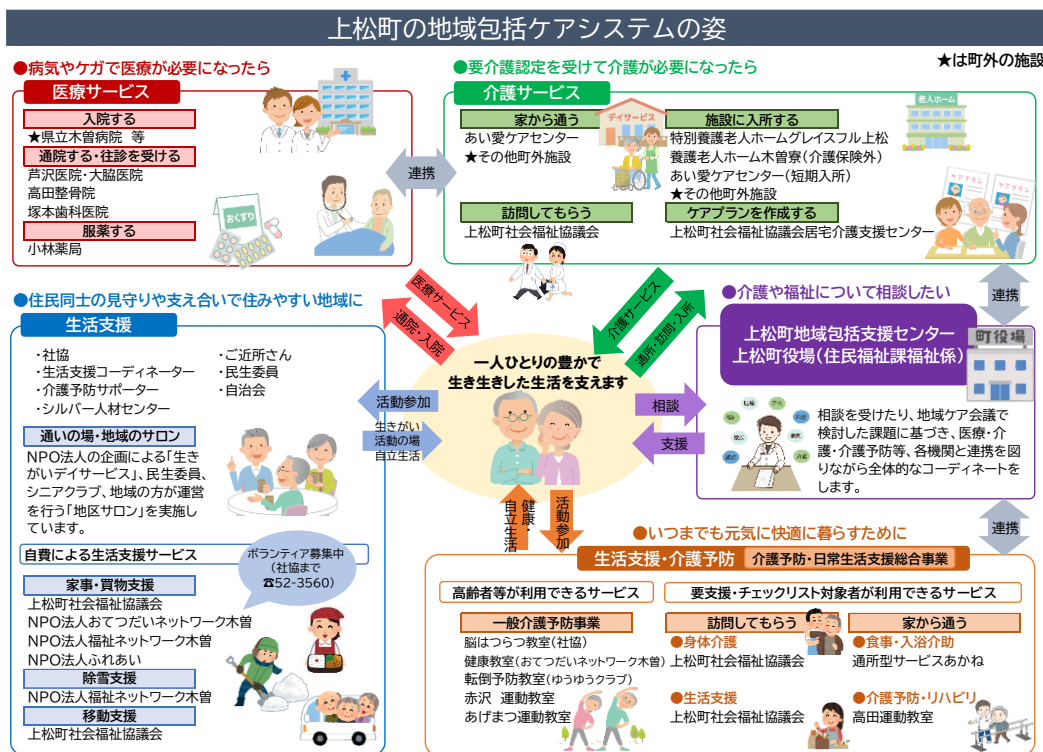 上松町の地域包括ケアシステムの姿
★は町外の施設
●病気やケガで医療が必要になったら
医療サービス
入院する
★県立木曽病院 等
通院する・往診を受ける
芦沢医院・大脇医院
高田整骨院
塚本歯科医院
服薬する
小林薬局
おくすり
連携
●要介護認定を受けて介護が必要になったら
介護サービス
家から通う
あい愛ケアセンター
★その他町外施設
デイサービス
訪問してもらう
上松町社会福祉協議会
施設に入所する
特別養護老人ホームグレイスフル上松
養護老人ホーム木曽寮(介護保険外)
あい愛ケアセンター(短期入所)
★その他町外施設
老人ホーム
ケアプランを作成する
上松町社会福祉協議会居宅介護支援センター
ケアプラン
ケアプラン
医療サービス
通院・入院
介護サービス
通所・訪問・入所
連携
●住民同士の見守りや支え合いで住みやすい地域に
生活支援
・社協
・生活支援コーディネーター
・介護予防サポーター
・シルバー人材センター
・ご近所さん
・民生委員
・自治会
通いの場・地域のサロン
NPO法人の企画による「生き
がいデイサービス」、民生委員、
シニアクラブ、地域の方が運営
を行う「地区サロン」を実施し
ています。
自費による生活支援サービス
ボランティア募集中
(社協まで
☎52-3560)
家事・買物支援
上松町社会福祉協議会
NPO法人おてつだいネットワーク木曽
NPO法人福祉ネットワーク木曽
NPO法人ふれあい
除雪支援
NPO法人福祉ネットワーク木曽
移動支援
上松町社会福祉協議会
活動参加
生きがい
活動の場
自立生活
一人ひとりの豊かで
生き生きした生活を支えます
相談
支援
健康・
自立生活
活動参加
●介護や福祉について相談したい
上松町地域包括支援センター
上松町役場(住民福祉課福祉係)
町役場
相談を受けたり、地域ケア会議で
検討した課題に基づき、医療・介
護・介護予防等、各機関と連携を図
りながら全体的なコーディネートを
します。
連携
●いつまでも元気に快適に暮らすために
生活支援・介護予防 介護予防・日常生活支援総合事業
高齢者等が利用できるサービス
一般介護予防事業
脳はつらつ教室(社協)
健康教室(おてつだいネットワーク木曽)
転倒予防教室(ゆうゆうクラブ)
赤沢 運動教室
あげまつ運動教室
要支援・チェックリスト対象者が利用できるサービス
訪問してもらう
●身体介護
上松町社会福祉協議会
●生活支援
上松町社会福祉協議会
家から通う
●食事・入浴介助
通所型サービスあかね
●介護予防・リハビリ
高田運動教室